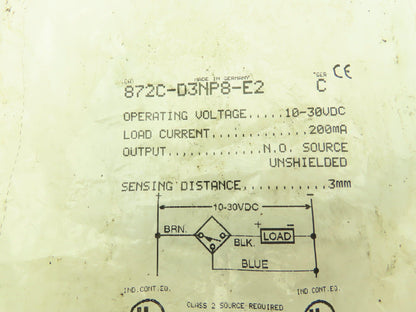 MADE IN GERMANY
CAT 872C-D3NP8-E2 SER C CE
OPERATING VOLTAGE.....10-30VDC
LOAD CURRENT.............200mA
OUTPUT.............N.O. SOURCE
UNSHIELDED
SENSING DISTANCE...........3mm
+ -
10-30VDC
BRN. + -
BLK. LOAD
BLUE
IND.CONT.EQ. IND.CONT.EQ.
CLASS 2 SOURCE REQUIRED